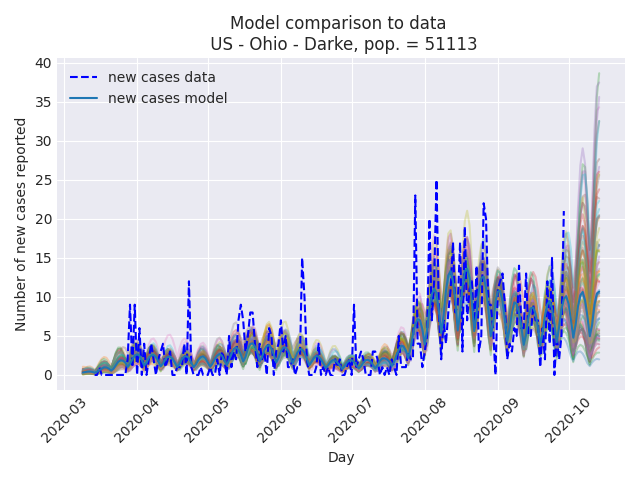 Model comparison to data
US - Ohio - Darke, pop. = 51113
new cases data
new cases model
Number of new cases reported
40
35
30
25
20
15
10
5
0
2020-03
2020-04
2020-05
2020-06
2020-07
2020-08
2020-09
2020-10
Day